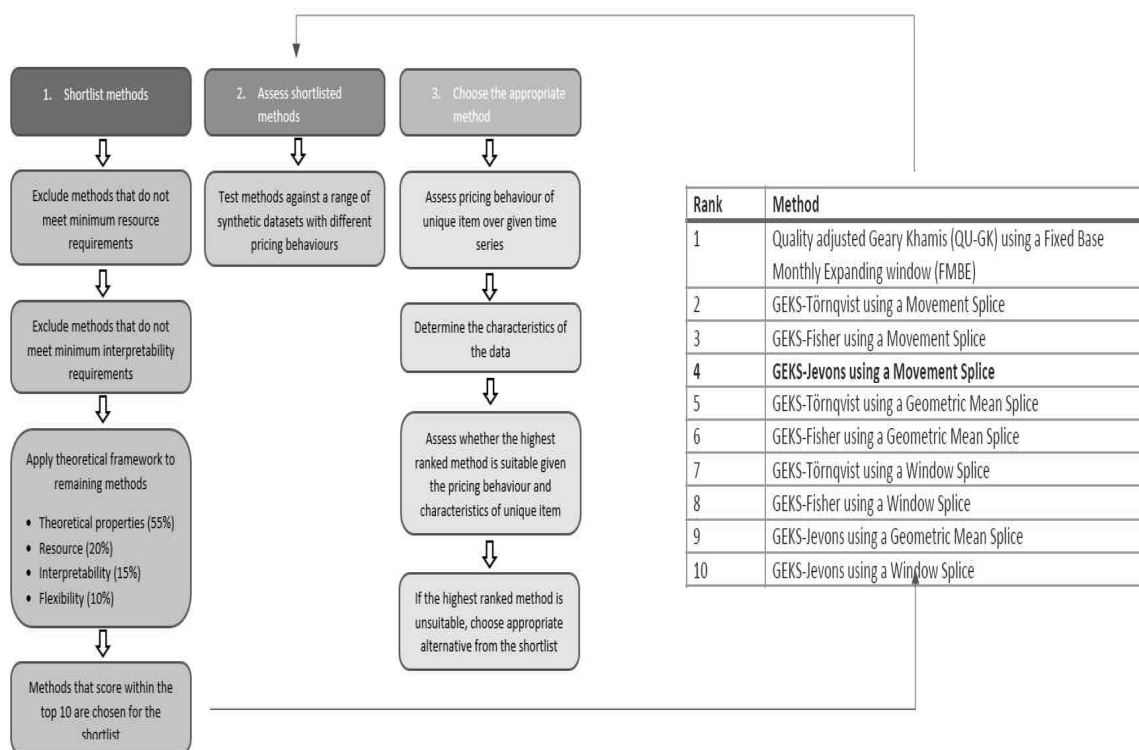 1. Shortlist methods
Exclude methods that do not
meet minimum resource
requirements
Exclude methods that do not
meet minimum interpretability
requirements
Apply theoretical framework to
remaining methods
• Theoretical properties (55%)
• Resource (20%)
• Interpretability (15%)
• Flexibility (10%)
Methods that score within the
top 10 are chosen for the
shortlist
2. Assess shortlisted
methods
Test methods against a range of
synthetic datasets with different
pricing behaviours
3. Choose the appropriate
method
Assess pricing behaviour of
unique item over given time
series
Determine the characteristics of
the data
Assess whether the highest
ranked method is suitable given
the pricing behaviour and
characteristics of unique item
If the highest ranked method is
unsuitable, choose appropriate
alternative from the shortlist
Rank Method
1 Quality adjusted Geary Khamis (QU-GK) using a Fixed Base
Monthly Expanding window (FMBE)
2 GEKS-Törnqvist using a Movement Splice
3 GEKS-Fisher using a Movement Splice
4 GEKS-Jevons using a Movement Splice
5 GEKS-Törnqvist using a Geometric Mean Splice
6 GEKS-Fisher using a Geometric Mean Splice
7 GEKS-Törnqvist using a Window Splice
8 GEKS-Fisher using a Window Splice
9 GEKS-Jevons using a Geometric Mean Splice
10 GEKS-Jevons using a Window Splice